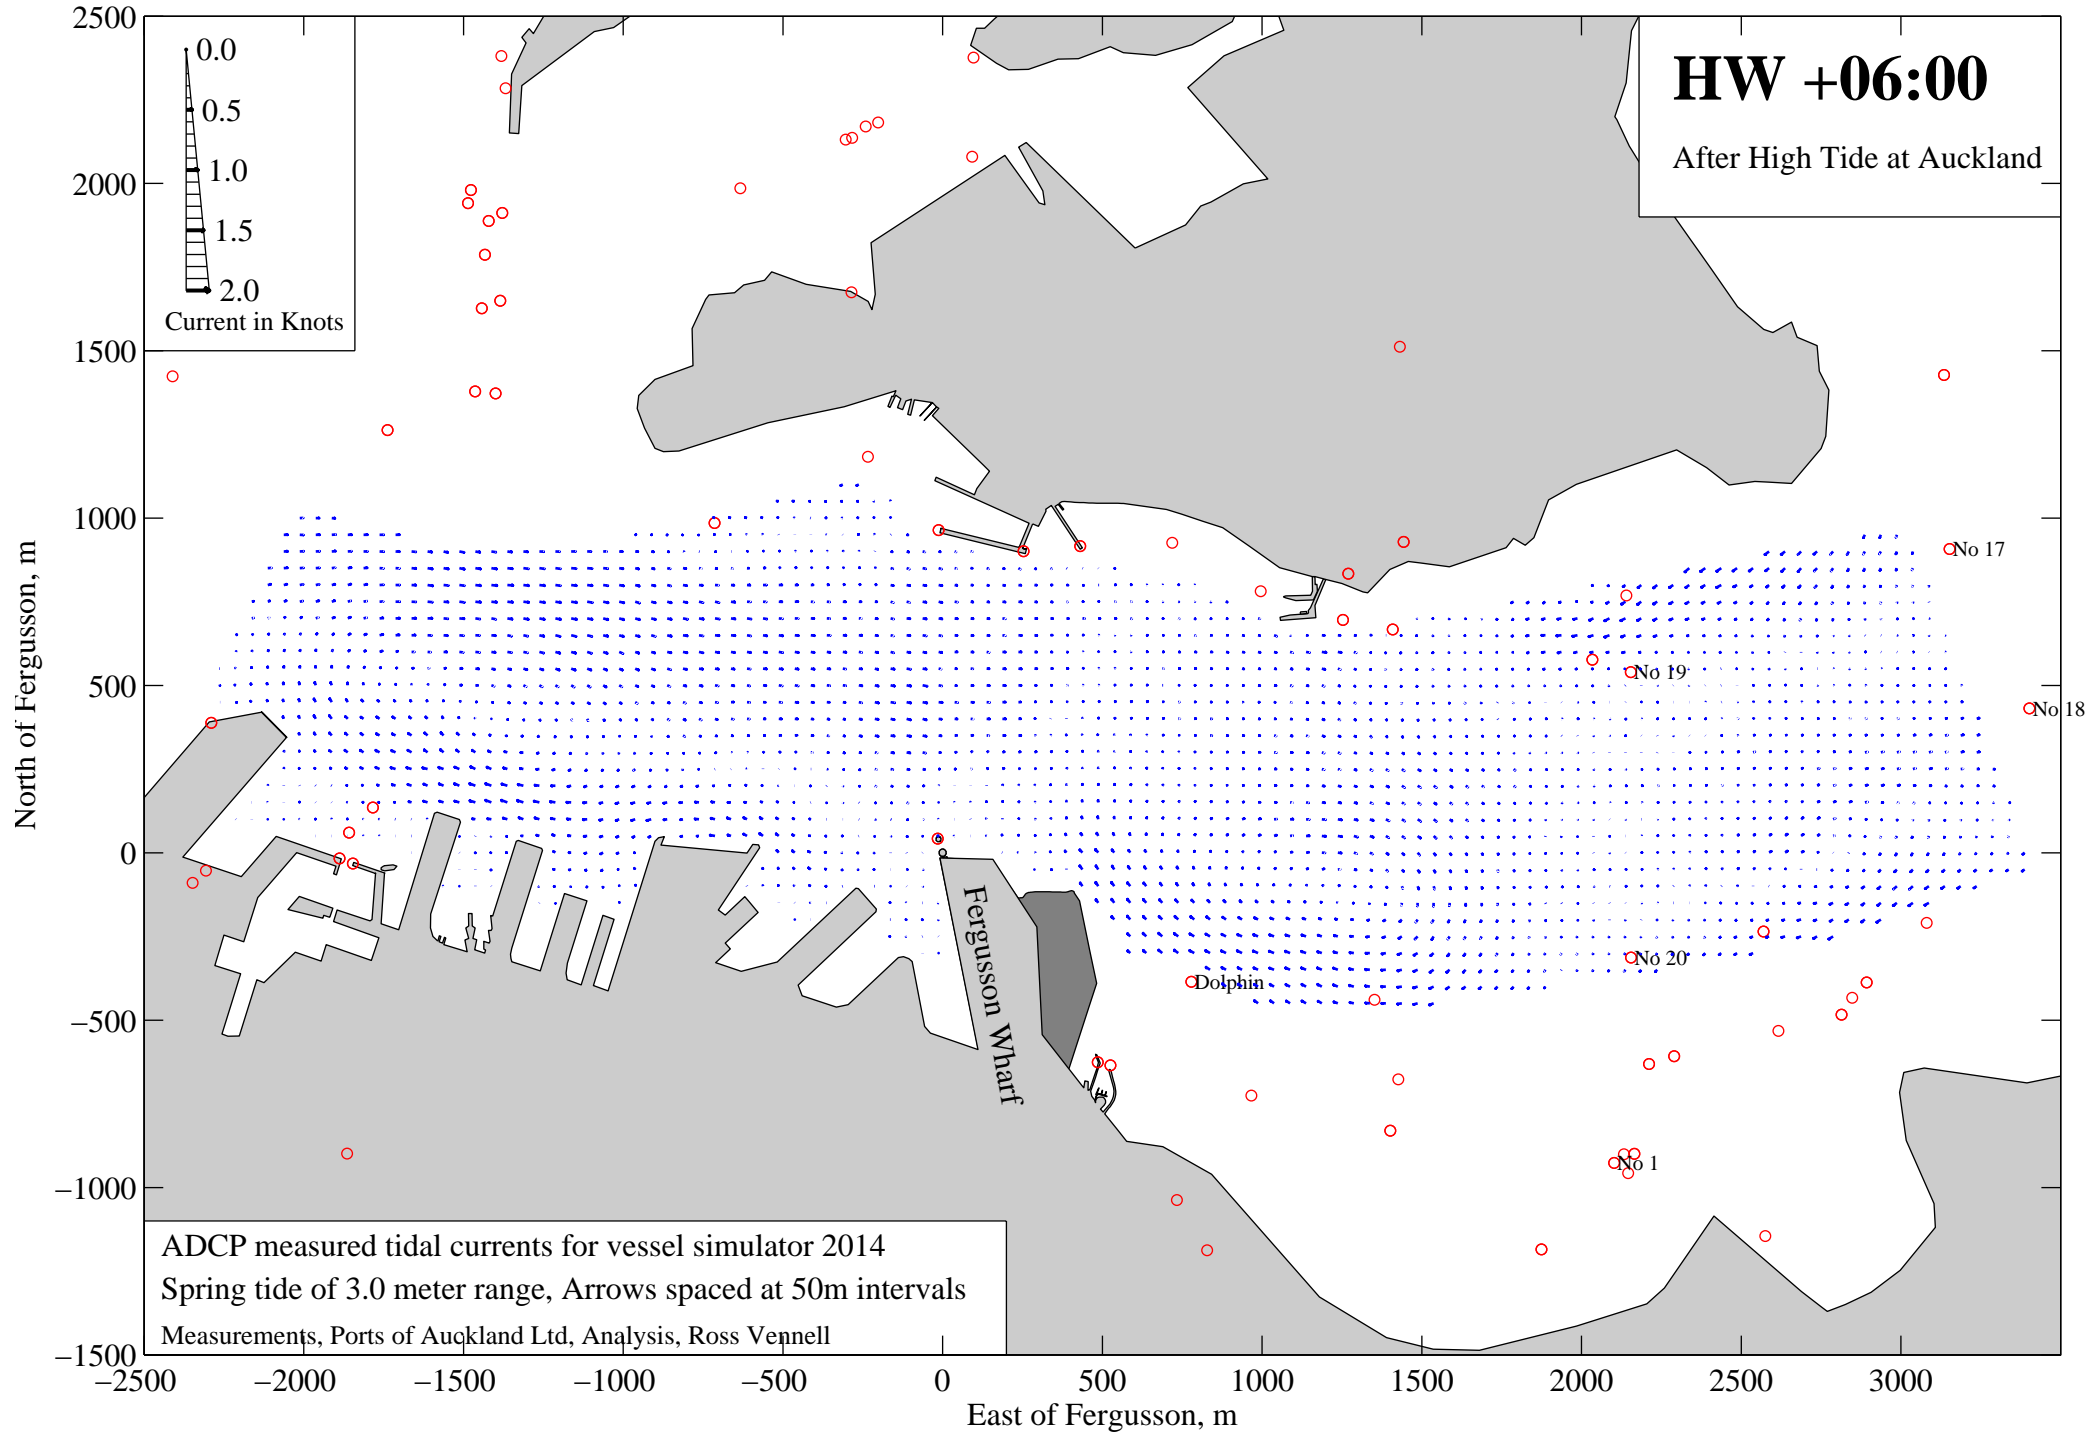 HW +06:00
After High Tide at Auckland
0.0
0.5
1.0
1.5
2.0
Current in Knots
2500
2000
1500
1000
500
0
−500
−1000
−1500
North of Fergusson, m
No 17
No 19
No 18
No 20
Dolphin
No 1
Fergusson Wharf
ADCP measured tidal currents for vessel simulator 2014
Spring tide of 3.0 meter range, Arrows spaced at 50m intervals
Measurements, Ports of Auckland Ltd, Analysis, Ross Vennell
−2500 −2000 −1500 −1000 −500 0 500 1000 1500 2000 2500 3000
East of Fergusson, m